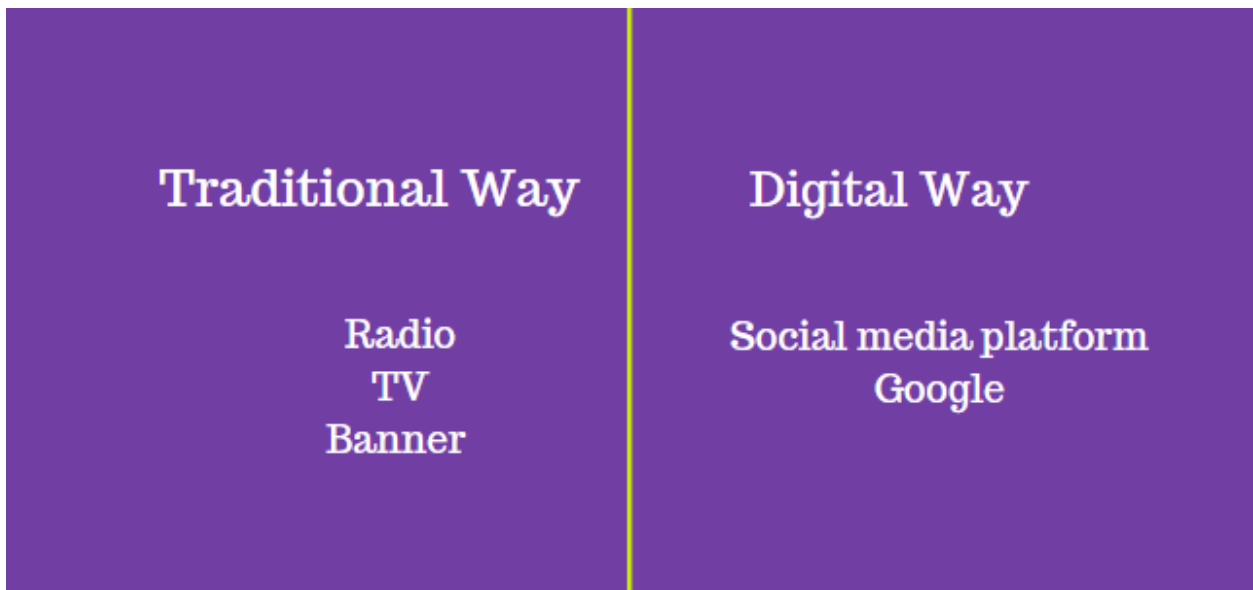 Traditional Way
Radio
TV
Banner
Digital Way
Social media platform
Google